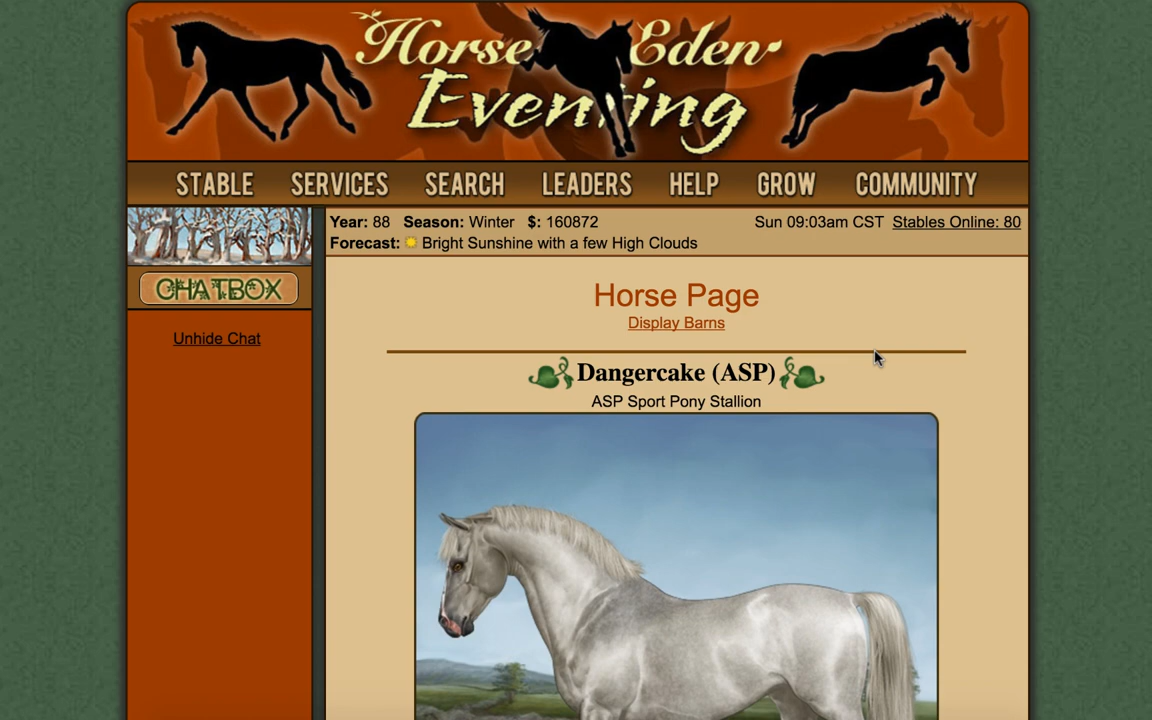 Horse Eden
Eventing
STABLE SERVICES SEARCH LEADERS HELP GROW COMMUNITY
Year: 88 Season: Winter $: 160872 Sun 09:03am CST Stables Online: 80
Forecast: Bright Sunshine with a few High Clouds
CHATBOX
Unhide Chat
Horse Page
Display Barns
Dangercake (ASP)
ASP Sport Pony Stallion